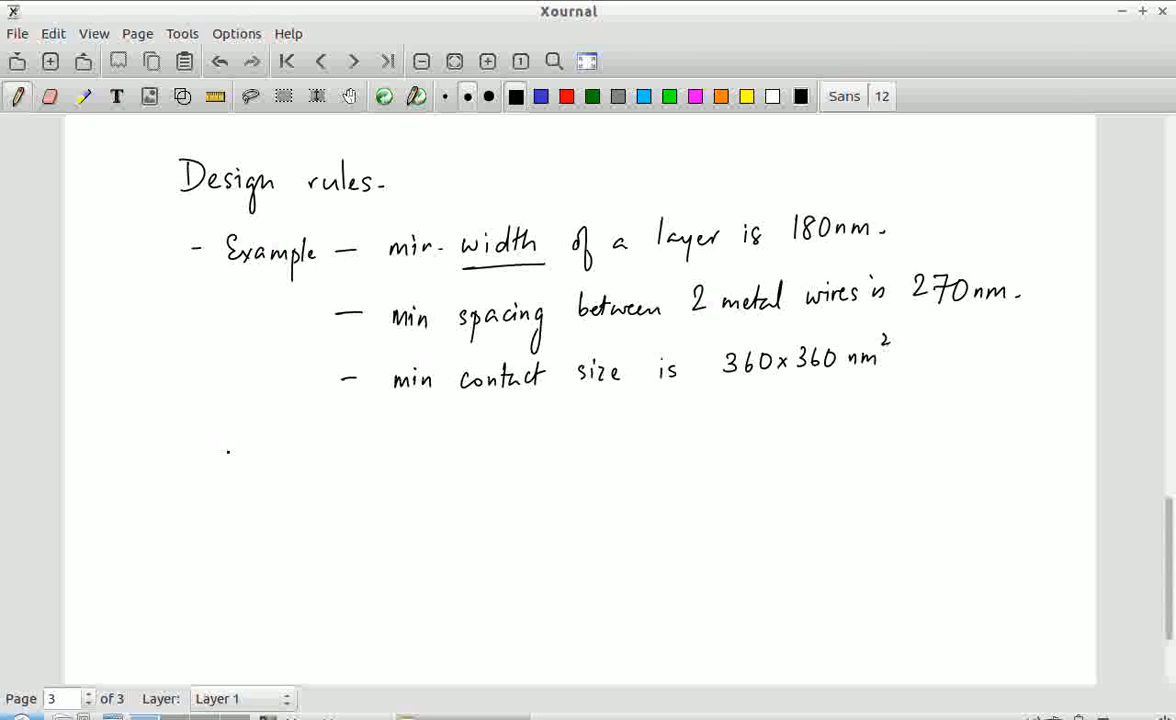 Xournal
File Edit View Page Tools Options Help
Sans 12
Design rules.
- Example — min. width of a layer is 180nm.
— min spacing between 2 metal wires is 270nm.
- min contact size is 360x360 nm²
Page 3 of 3 Layer: Layer 1